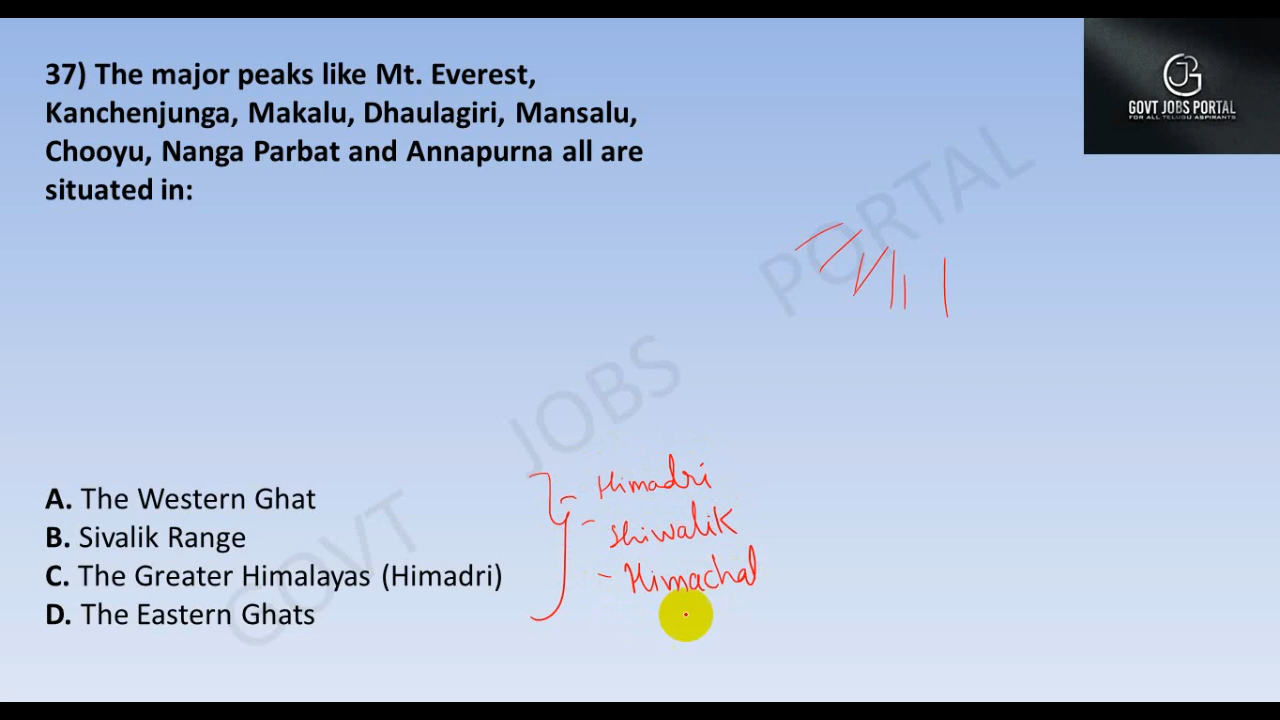 37) The major peaks like Mt. Everest,
Kanchenjunga, Makalu, Dhaulagiri, Mansalu,
Chooyu, Nanga Parbat and Annapurna all are
situated in:
GOVT JOBS PORTAL
FOR ALL TELUGU ASPIRANTS
GOVT JOBS PORTAL
A. The Western Ghat
B. Sivalik Range
C. The Greater Himalayas (Himadri)
D. The Eastern Ghats
- Himadri
- Shiwalik
- Himachal